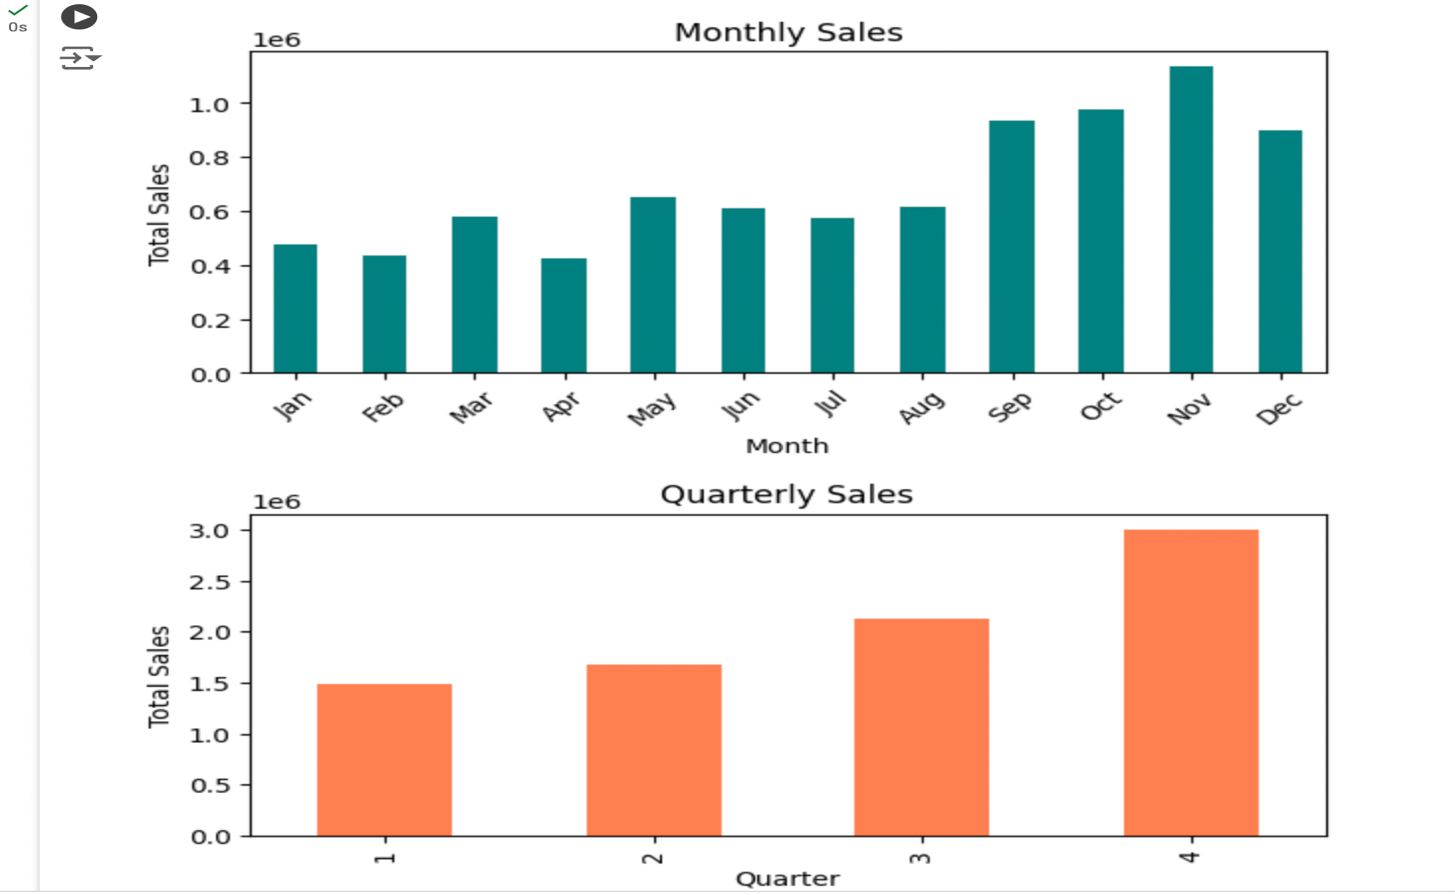 0s
Monthly Sales
1e6
1.0
0.8
0.6
0.4
0.2
0.0
Total Sales
Jan Feb Mar Apr May Jun Jul Aug Sep Oct Nov Dec
Month
Quarterly Sales
1e6
3.0
2.5
2.0
1.5
1.0
0.5
0.0
Total Sales
1 2 3 4
Quarter